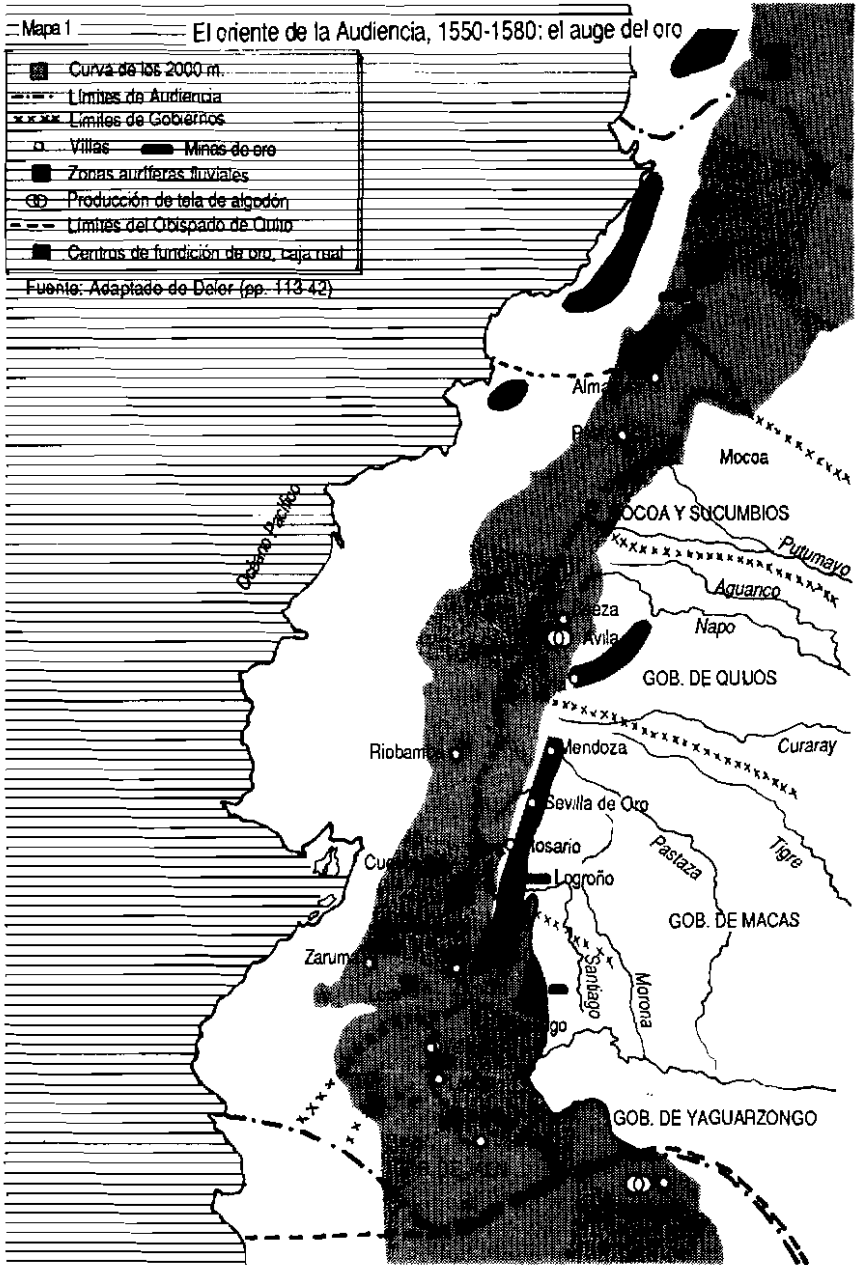 Mapa 1
El oriente de la Audiencia, 1550-1580: el auge del oro
Curva de los 2000 m.
Límites de Audiencia
Límites de Gobiernos
Villas
Minas de oro
Zonas auríferas fluviales
Producción de tela de algodón
Límites del Obispado de Quito
Centros de fundición de oro, caja real
Fuente: Adaptado de Deler (pp. 113-42)
Océano Pacífico
Mocoa
MOCOA Y SUCUMBIOS
Putumayo
Aguarico
Napo
Baeza
Avila
GOB. DE QUIJOS
Curaray
Riobamba
Mendoza
Sevilla de Oro
Rosario
Logroño
Pastaza
Tigre
GOB. DE MACAS
Zaruma
Santiago
Morona
GOB. DE YAGUARZONGO